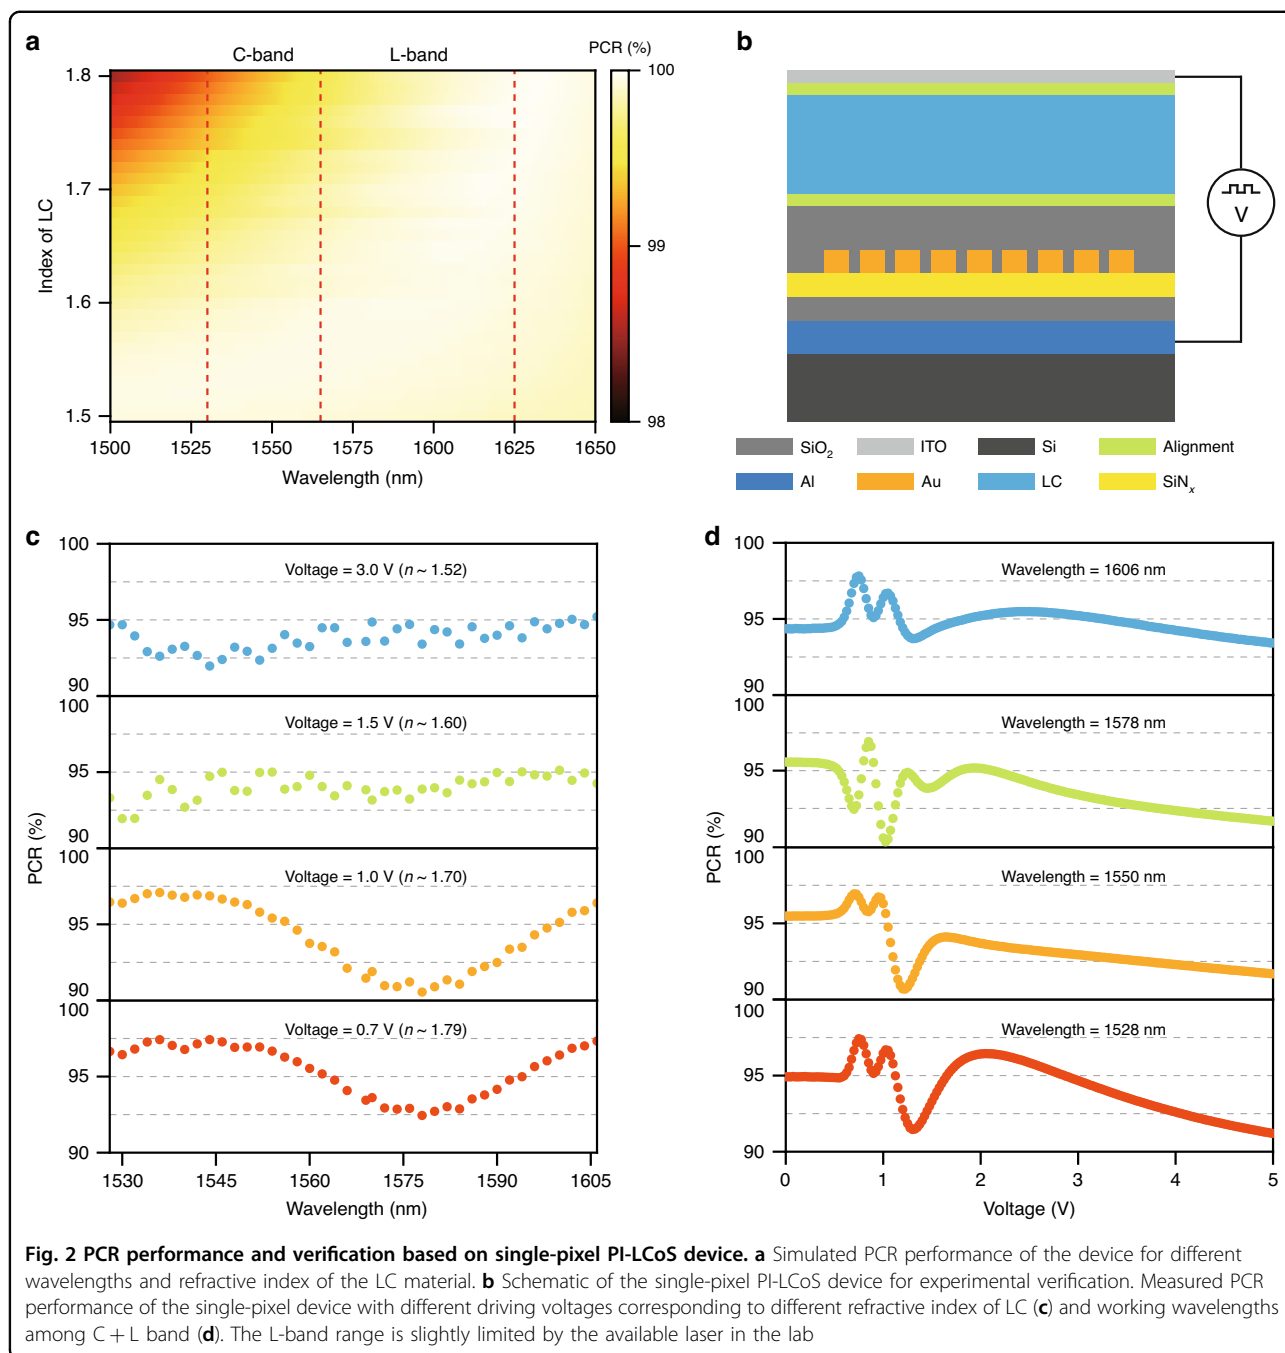 a
C-band
L-band
PCR (%)
1.8
1.7
1.6
1.5
Index of LC
1500
1525
1550
1575
1600
1625
1650
Wavelength (nm)
100
99
98
b
V
SiO2
ITO
Si
Alignment
Al
Au
LC
SiNx
c
100
Voltage = 3.0 V (n ~ 1.52)
95
90
100
Voltage = 1.5 V (n ~ 1.60)
95
90
100
Voltage = 1.0 V (n ~ 1.70)
95
90
100
Voltage = 0.7 V (n ~ 1.79)
95
90
PCR (%)
1530
1545
1560
1575
1590
1605
Wavelength (nm)
d
100
Wavelength = 1606 nm
95
90
100
Wavelength = 1578 nm
95
90
100
Wavelength = 1550 nm
95
90
100
Wavelength = 1528 nm
95
90
PCR (%)
0
1
2
3
4
5
Voltage (V)
Fig. 2 PCR performance and verification based on single-pixel PI-LCoS device. a Simulated PCR performance of the device for different
wavelengths and refractive index of the LC material. b Schematic of the single-pixel PI-LCoS device for experimental verification. Measured PCR
performance of the single-pixel device with different driving voltages corresponding to different refractive index of LC (c) and working wavelengths
among C + L band (d). The L-band range is slightly limited by the available laser in the lab